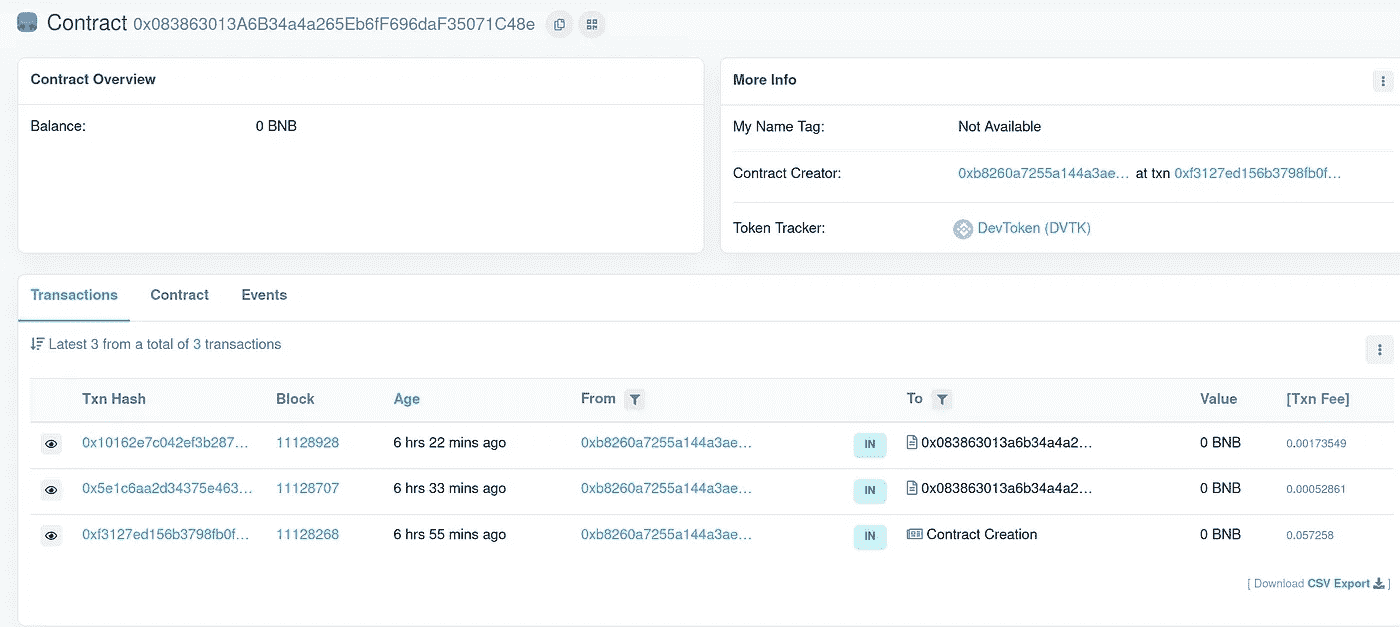 Contract 0x083863013A6B34a4a265Eb6fF696daF35071C48e
Contract Overview
Balance: 0 BNB
More Info
My Name Tag: Not Available
Contract Creator: 0xb8260a7255a144a3ae… at txn 0xf3127ed156b3798fb0f…
Token Tracker: DevToken (DVTK)
Transactions Contract Events
Latest 3 from a total of 3 transactions
Txn Hash Block Age From To Value [Txn Fee]
0x10162e7c042ef3b287… 11128928 6 hrs 22 mins ago 0xb8260a7255a144a3ae… IN 0x083863013a6b34a4a2… 0 BNB 0.00173549
0x5e1c6aa2d34375e463… 11128707 6 hrs 33 mins ago 0xb8260a7255a144a3ae… IN 0x083863013a6b34a4a2… 0 BNB 0.00052861
0xf3127ed156b3798fb0f… 11128268 6 hrs 55 mins ago 0xb8260a7255a144a3ae… IN Contract Creation 0 BNB 0.057258
[ Download CSV Export ]